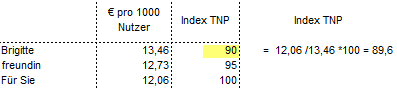 € pro 1000 Nutzer Index TNP Index TNP
Brigitte 13,46 90 = 12,06 /13,46 *100 = 89,6
freundin 12,73 95
Für Sie 12,06 100